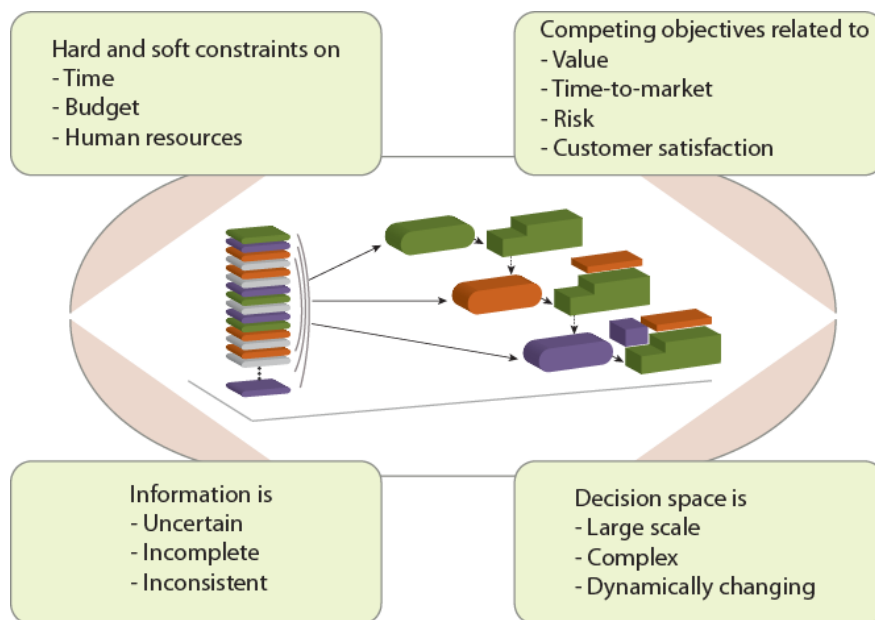 Hard and soft constraints on
- Time
- Budget
- Human resources
Competing objectives related to
- Value
- Time-to-market
- Risk
- Customer satisfaction
Information is
- Uncertain
- Incomplete
- Inconsistent
Decision space is
- Large scale
- Complex
- Dynamically changing